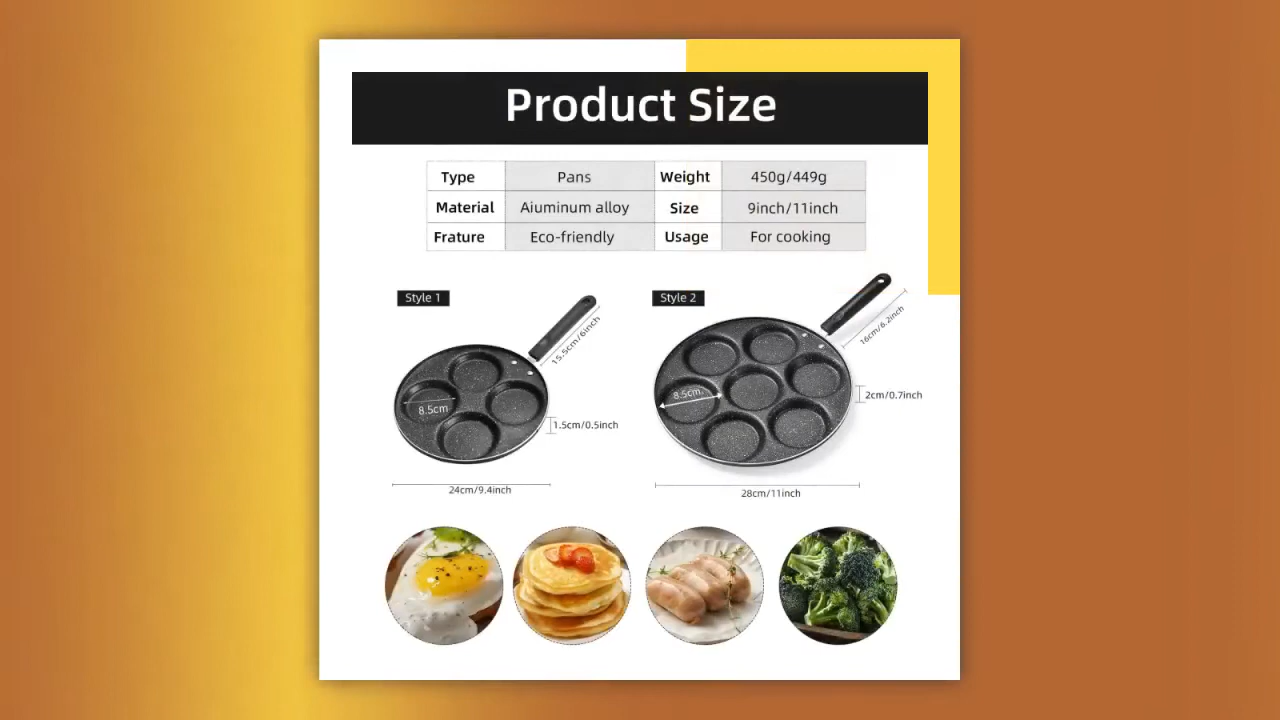 Product Size
Type Pans Weight 450g/449g
Material Aiuminum alloy Size 9inch/11inch
Frature Eco-friendly Usage For cooking
Style 1
15.5cm/6inch
8.5cm
1.5cm/0.5inch
24cm/9.4inch
Style 2
16cm/6.2inch
8.5cm
2cm/0.7inch
28cm/11inch